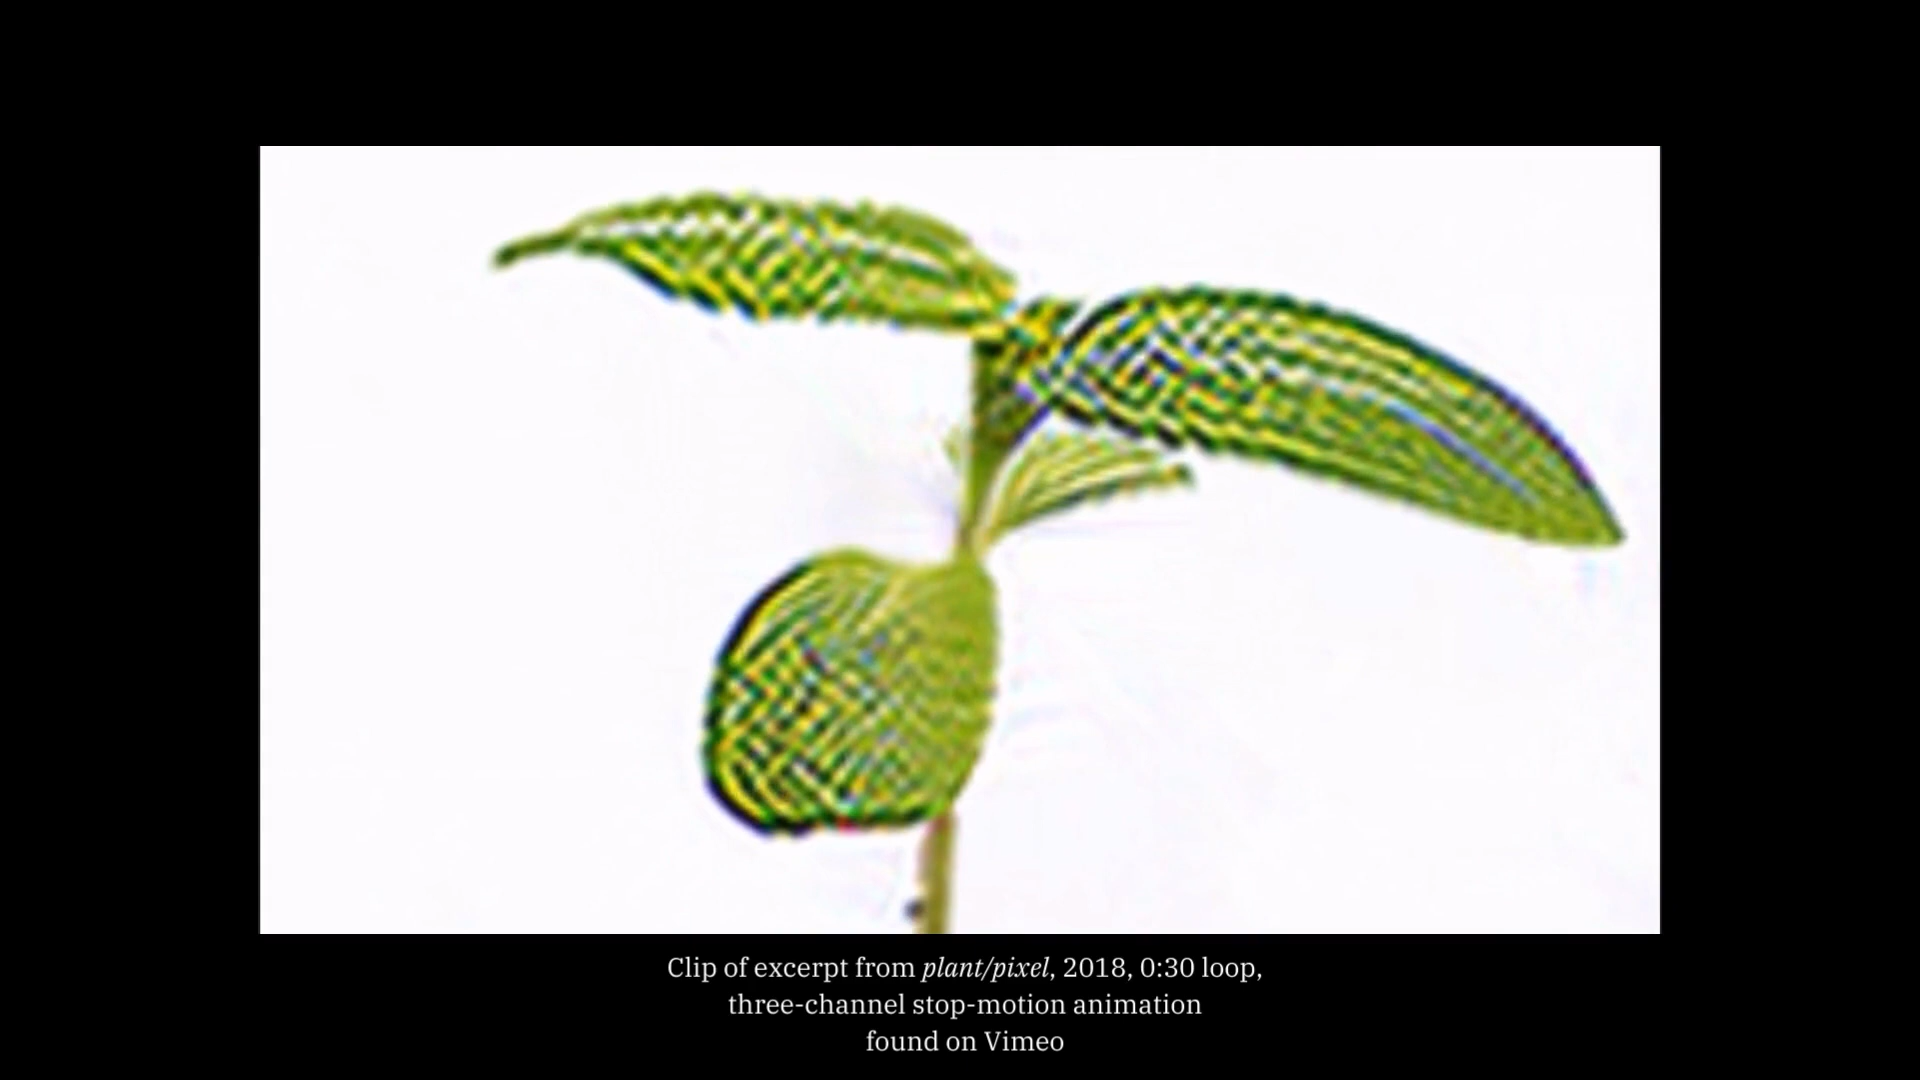 Clip of excerpt from plant/pixel, 2018, 0:30 loop,
three-channel stop-motion animation
found on Vimeo